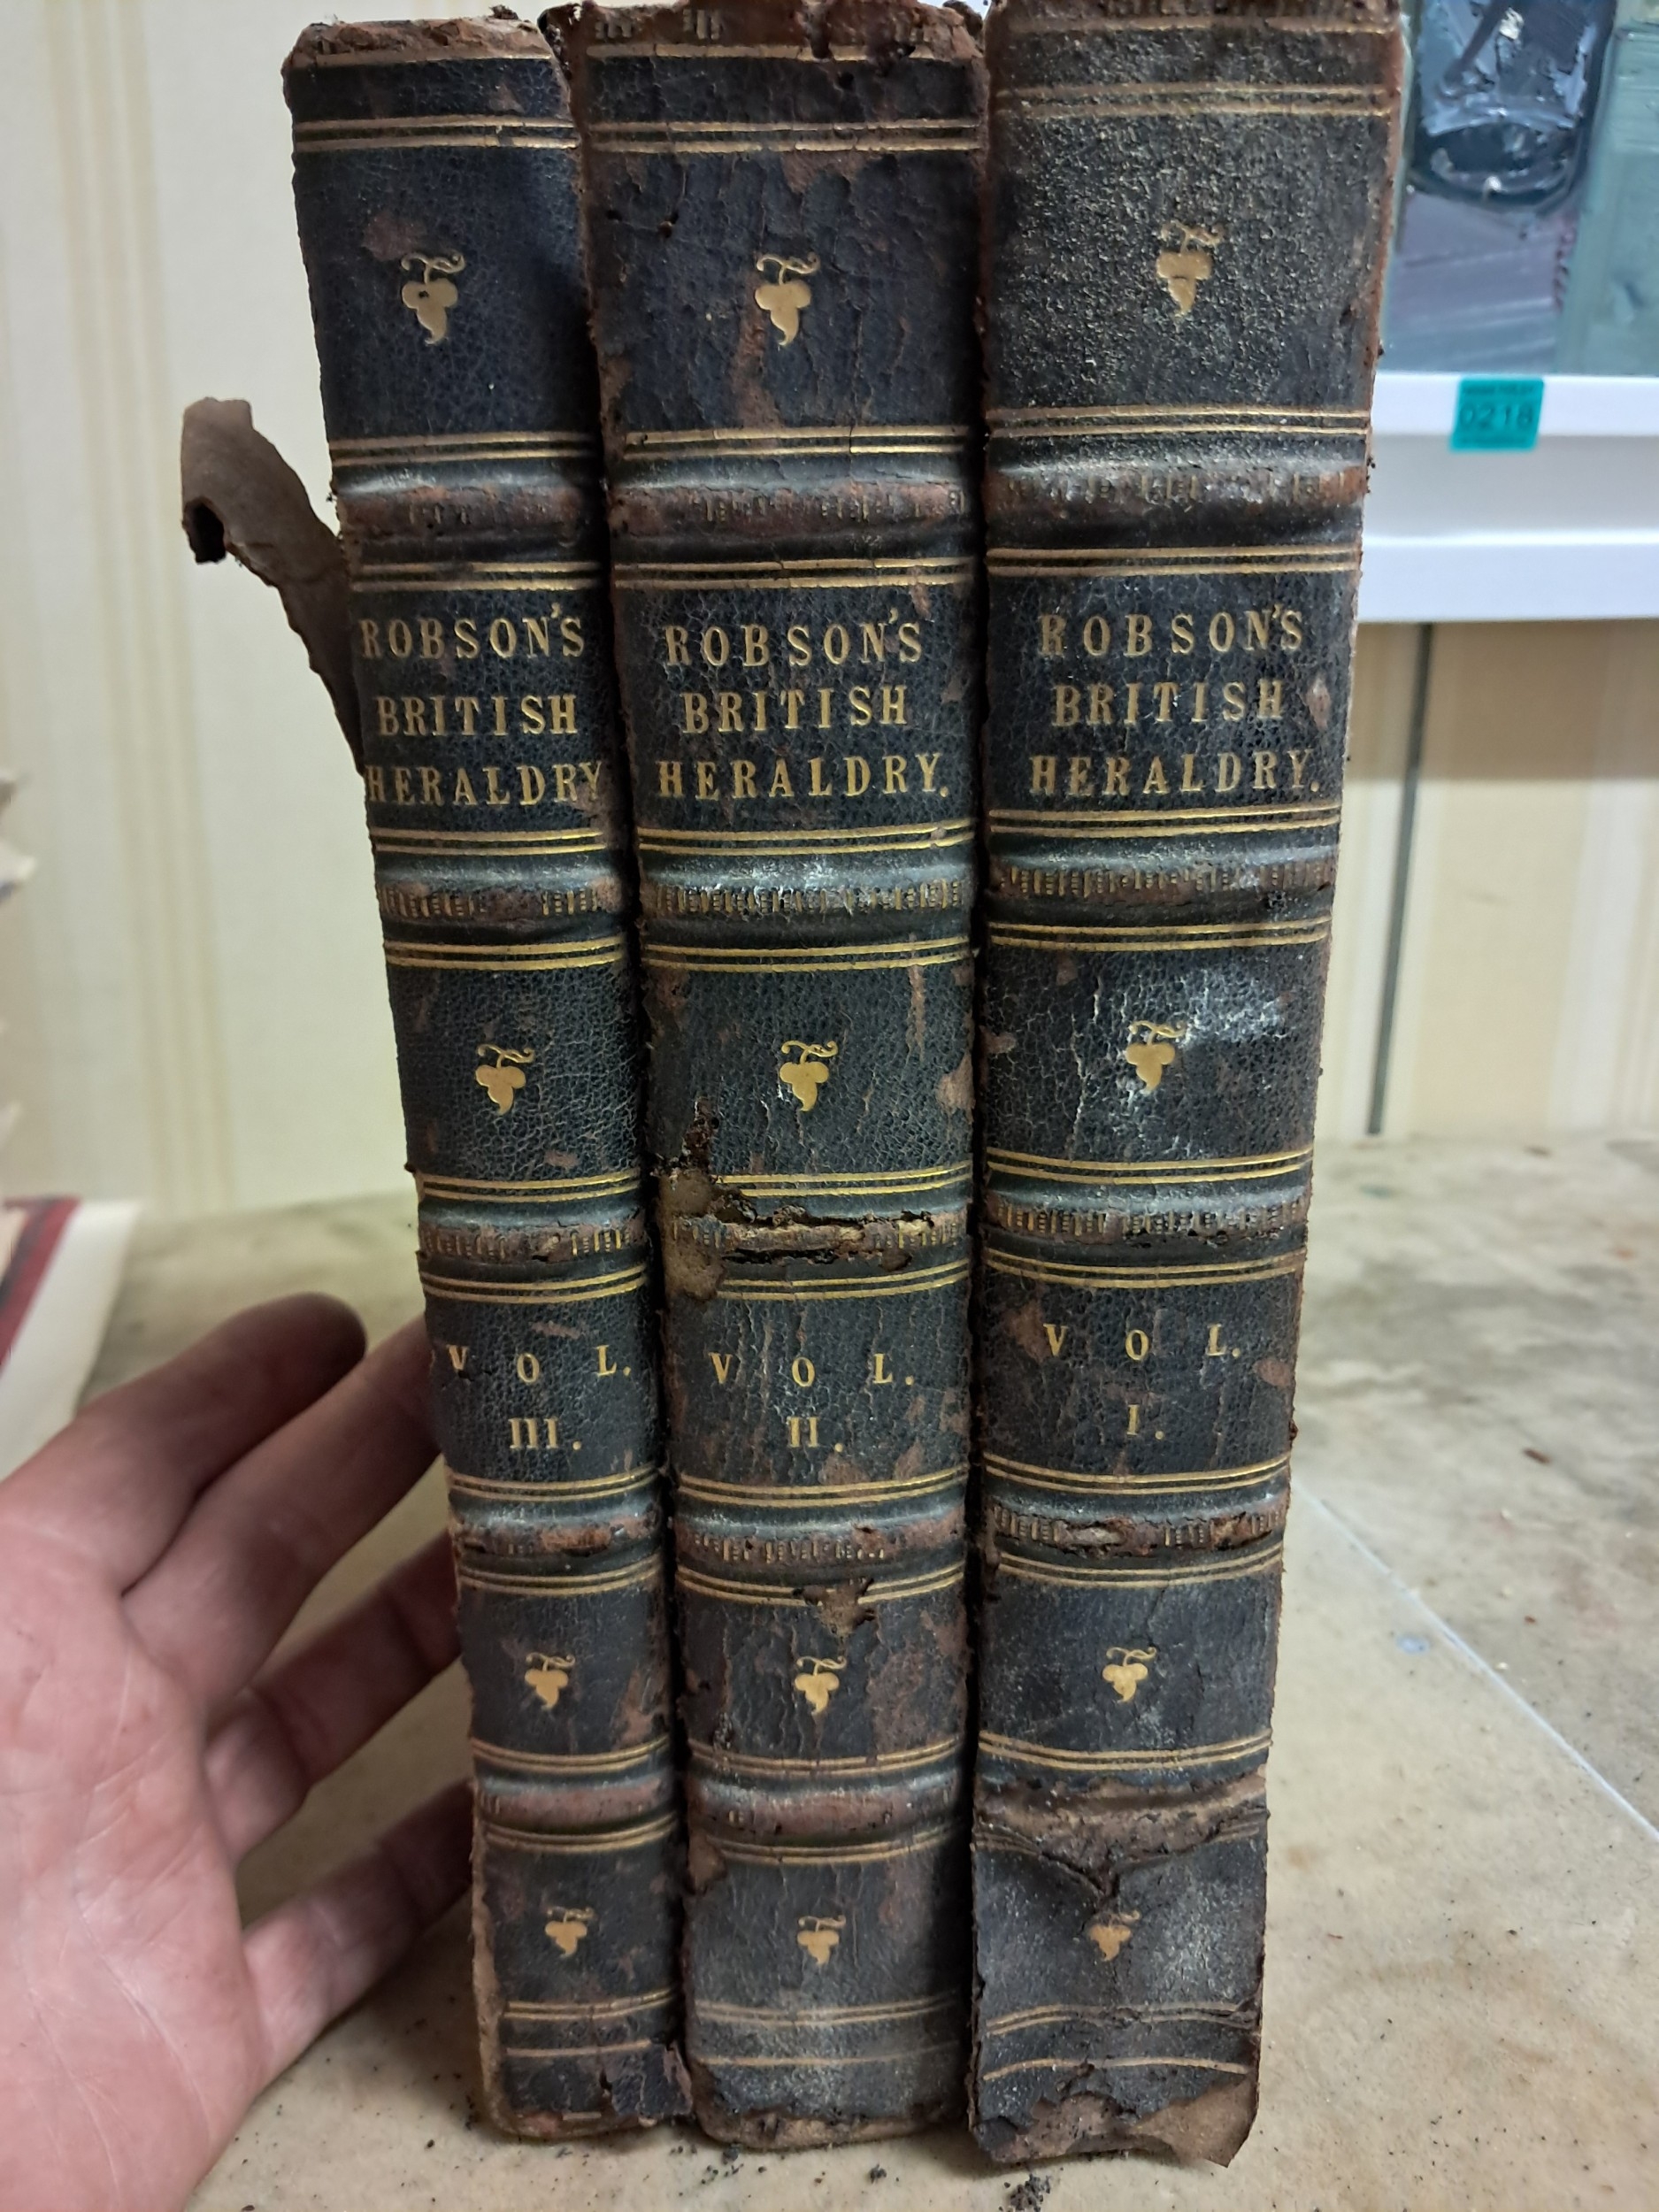 ROBSON'S
BRITISH
HERALDRY
VOL.
III.
ROBSON'S
BRITISH
HERALDRY.
VOL.
II.
ROBSON'S
BRITISH
HERALDRY.
VOL.
I.
0218